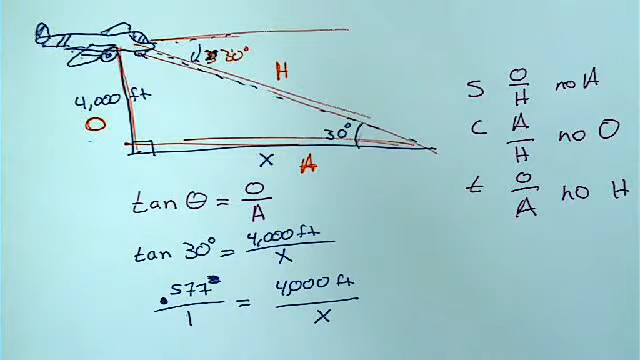 30°
H
4,000 ft
O
30°
X
A
S O/H no A
C A/H no O
t O/A no H
tan θ = O/A
tan 30° = 4,000 ft/X
.577/1 = 4,000 ft/X